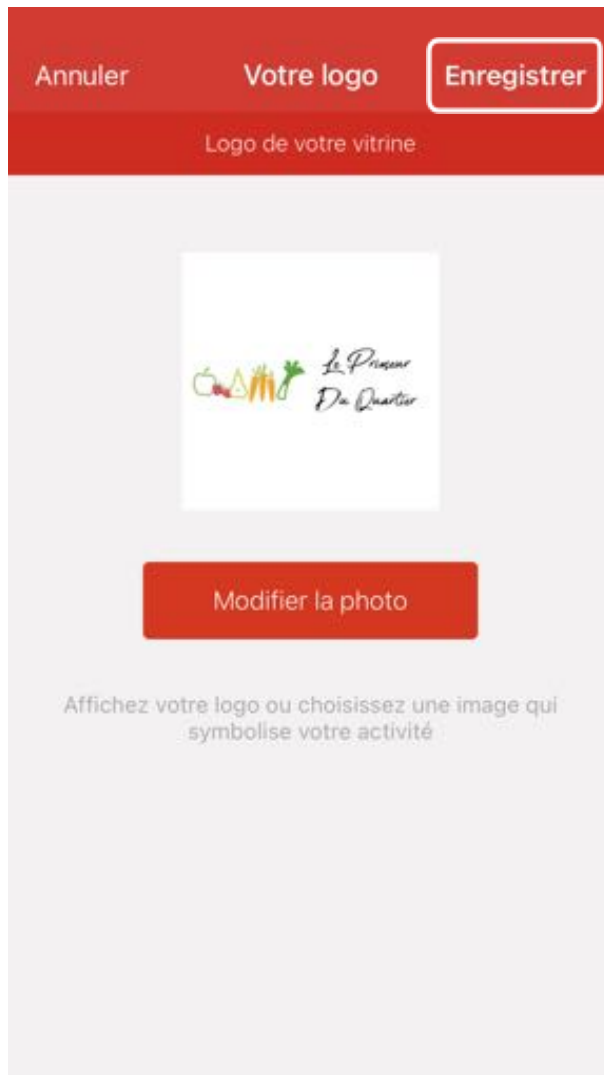 Annuler Votre logo Enregistrer
Logo de votre vitrine
Le Primeur
Du Quartier
Modifier la photo
Affichez votre logo ou choisissez une image qui
symbolise votre activité